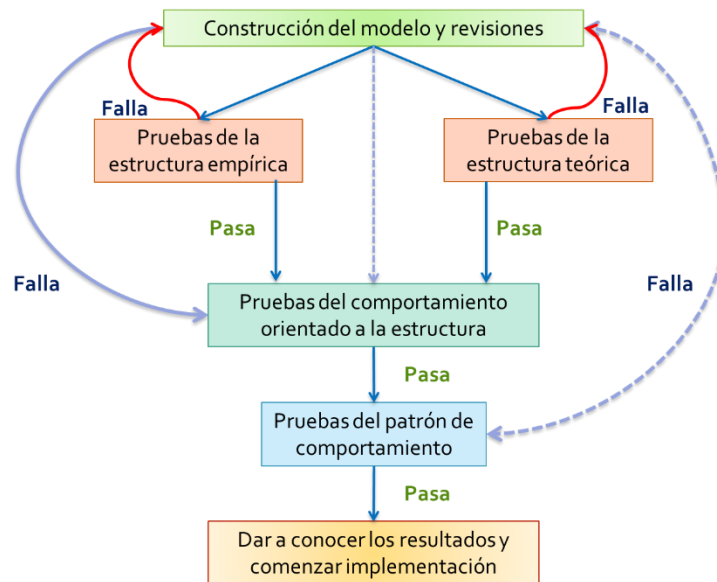 Construcción del modelo y revisiones
Falla
Falla
Pruebas de la
estructura empírica
Pruebas de la
estructura teórica
Pasa
Pasa
Falla
Falla
Pruebas del comportamiento
orientado a la estructura
Pasa
Pruebas del patrón de
comportamiento
Pasa
Dar a conocer los resultados y
comenzar implementación